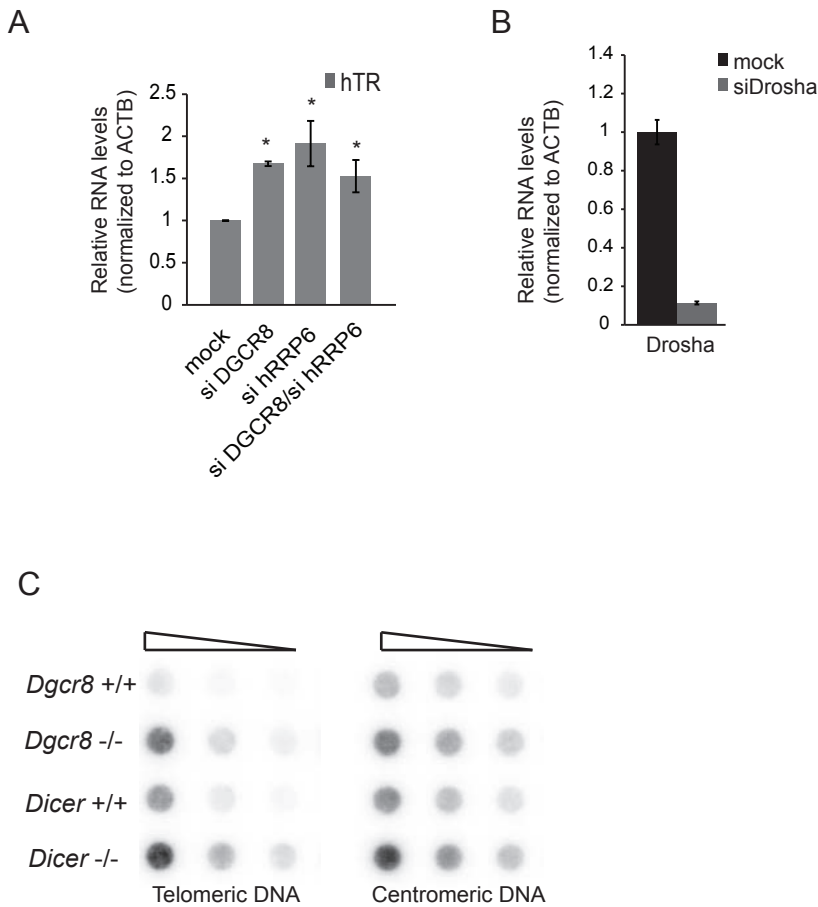 A
hTR
Relative RNA levels
(normalized to ACTB)
2.5
2
1.5
1
0.5
0
*
*
*
mock
si DGCR8
si hRRP6
si DGCR8/si hRRP6
B
mock
siDrosha
Relative RNA levels
(normalized to ACTB)
1.4
1.2
1
0.8
0.6
0.4
0.2
0
Drosha
C
Dgcr8 +/+
Dgcr8 -/-
Dicer +/+
Dicer -/-
Telomeric DNA
Centromeric DNA